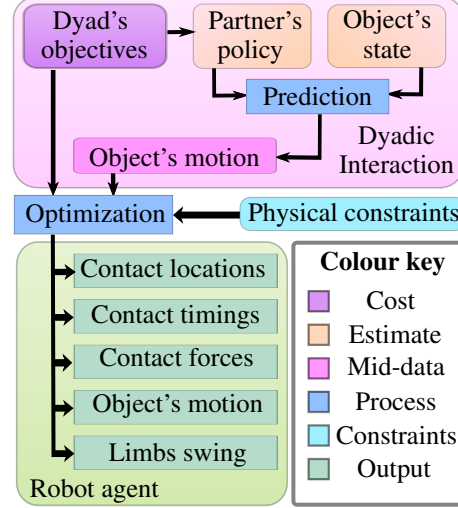 Dyad's
objectives
Partner's
policy
Object's
state
Prediction
Dyadic
Interaction
Object's motion
Optimization
Physical constraints
Contact locations
Contact timings
Contact forces
Object's motion
Limbs swing
Robot agent
Colour key
Cost
Estimate
Mid-data
Process
Constraints
Output